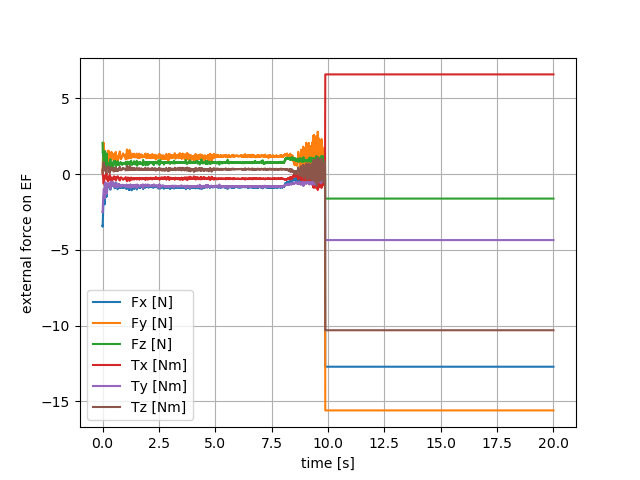 5
0
−5
−10
−15
external force on EF
Fx [N]
Fy [N]
Fz [N]
Tx [Nm]
Ty [Nm]
Tz [Nm]
0.0 2.5 5.0 7.5 10.0 12.5 15.0 17.5 20.0
time [s]